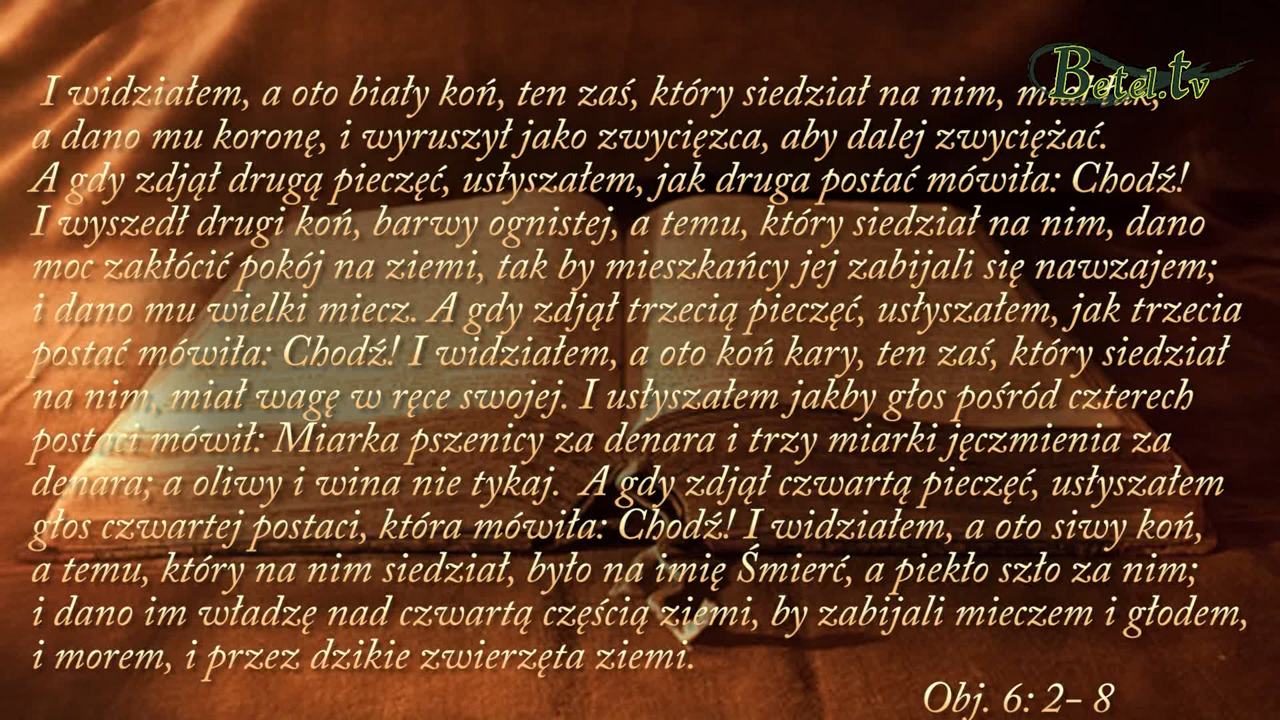 Betel.tv
I widziałem, a oto biały koń, ten zaś, który siedział na nim,
a dano mu koronę, i wyruszył jako zwycięzca, aby dalej zwyciężać.
A gdy zdjął drugą pieczęć, usłyszałem, jak druga postać mówiła: Chodź!
I wyszedł drugi koń, barwy ognistej, a temu, który siedział na nim, dano
moc zakłócić pokój na ziemi, tak by mieszkańcy jej zabijali się nawzajem;
i dano mu wielki miecz. A gdy zdjął trzecią pieczęć, usłyszałem, jak trzecia
postać mówiła: Chodź! I widziałem, a oto koń kary, ten zaś, który siedział
na nim, miał wagę w ręce swojej. I usłyszałem jakby głos pośród czterech
postaci mówił: Miarka pszenicy za denara i trzy miarki jęczmienia za
denara; a oliwy i wina nie tykaj. A gdy zdjął czwartą pieczęć, usłyszałem
głos czwartej postaci, która mówiła: Chodź! I widziałem, a oto siwy koń,
a temu, który na nim siedział, było na imię Śmierć, a piekło szło za nim;
i dano im władzę nad czwartą częścią ziemi, by zabijali mieczem i głodem,
i morem, i przez dzikie zwierzęta ziemi.
Obj. 6: 2- 8